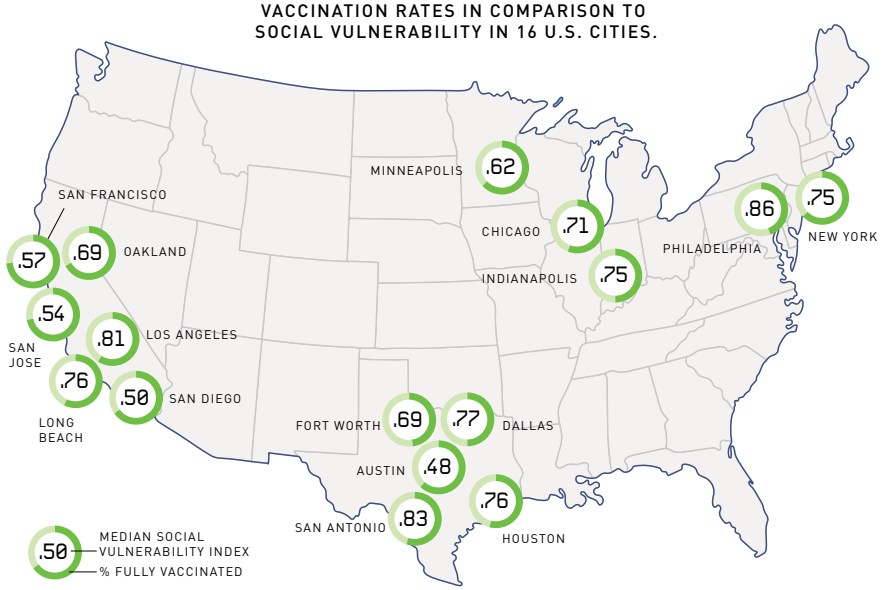 VACCINATION RATES IN COMPARISON TO
SOCIAL VULNERABILITY IN 16 U.S. CITIES.
MINNEAPOLIS
.62
SAN FRANCISCO
.57
.69
OAKLAND
CHICAGO
.71
.86
PHILADELPHIA
.75
NEW YORK
INDIANAPOLIS
.75
.54
SAN
JOSE
.81
LOS ANGELES
.76
LONG
BEACH
.50
SAN DIEGO
FORT WORTH
.69
.77
DALLAS
AUSTIN
.48
SAN ANTONIO
.83
.76
HOUSTON
.50
MEDIAN SOCIAL
VULNERABILITY INDEX
% FULLY VACCINATED